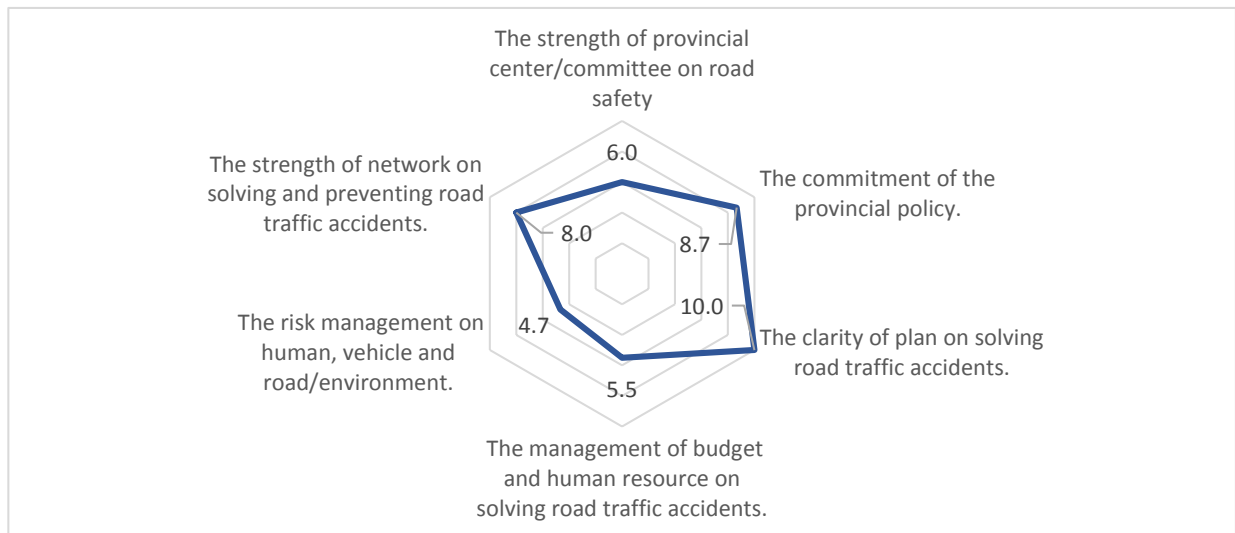 The strength of provincial
center/committee on road
safety
6.0
The commitment of the
provincial policy.
8.7
10.0
The clarity of plan on solving
road traffic accidents.
5.5
The management of budget
and human resource on
solving road traffic accidents.
4.7
The risk management on
human, vehicle and
road/environment.
8.0
The strength of network on
solving and preventing road
traffic accidents.